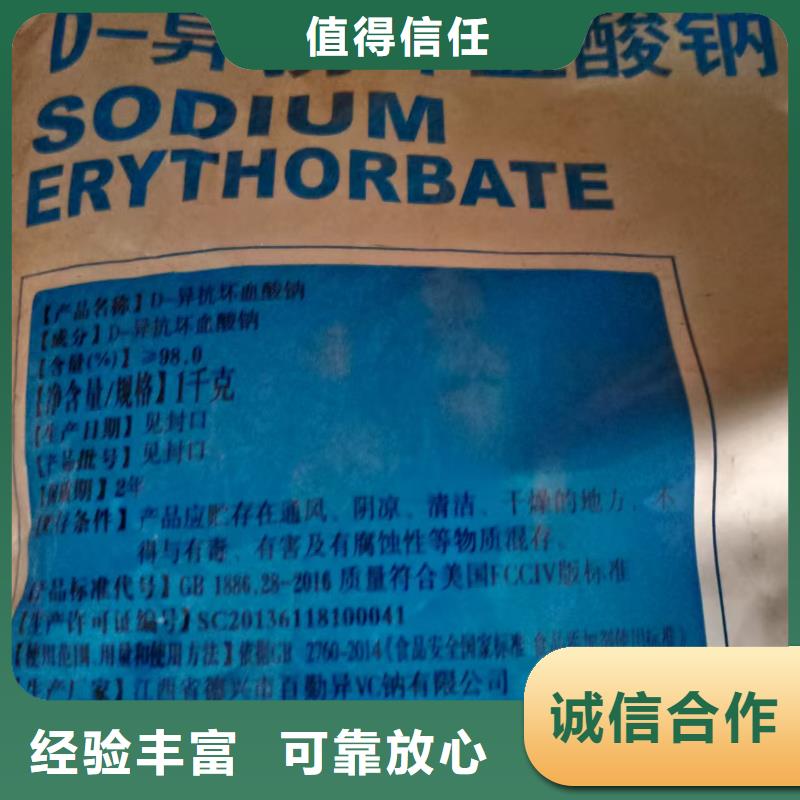 值得信任
D-异 酸钠
SODIUM
ERYTHORBATE
【产品名称】D-异抗坏血酸钠
【成分】D-异抗坏血酸钠
【含量(%)】≥98.0
【净含量/规格】1千克
【生产日期】见封口
【产品批号】见封口
期】2年
存条件】产品应贮存在通风、阴凉、清洁、干燥的地方,不
得与有毒、有害及有腐蚀性等物质混存。
产品标准代号】GB 1886.28-2016 质量符合美国FCCIV版标准
【生产许可证编号】SC20136118100041
【使用范围、用量和使用方法】依据GB 2760-2014《食品安全国家标准 食品添加剂使用标准》
【生产厂家】江西省德兴市百勤异VC钠有限公司
诚信合作
经验丰富 可靠放心